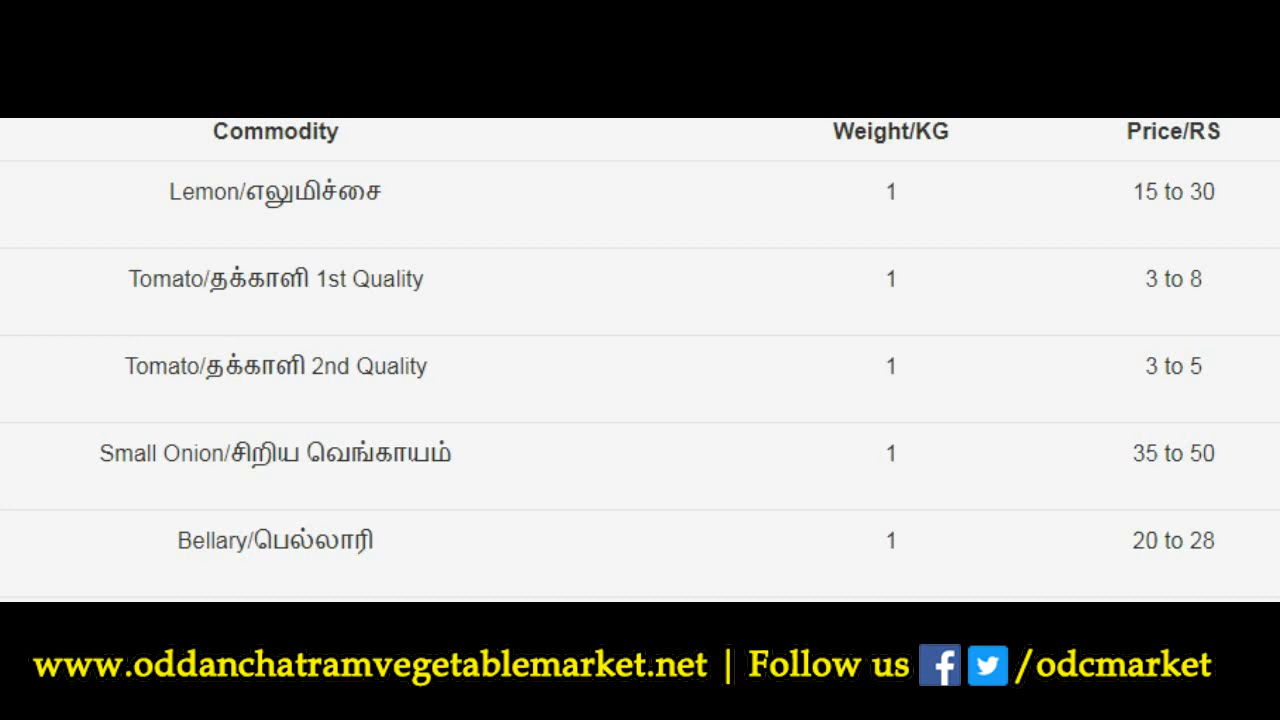 Commodity Weight/KG Price/RS
Lemon/எலுமிச்சை 1 15 to 30
Tomato/தக்காளி 1st Quality 1 3 to 8
Tomato/தக்காளி 2nd Quality 1 3 to 5
Small Onion/சிறிய வெங்காயம் 1 35 to 50
Bellary/பெல்லாரி 1 20 to 28
www.oddanchatramvegetablemarket.net | Follow us f /odcmarket